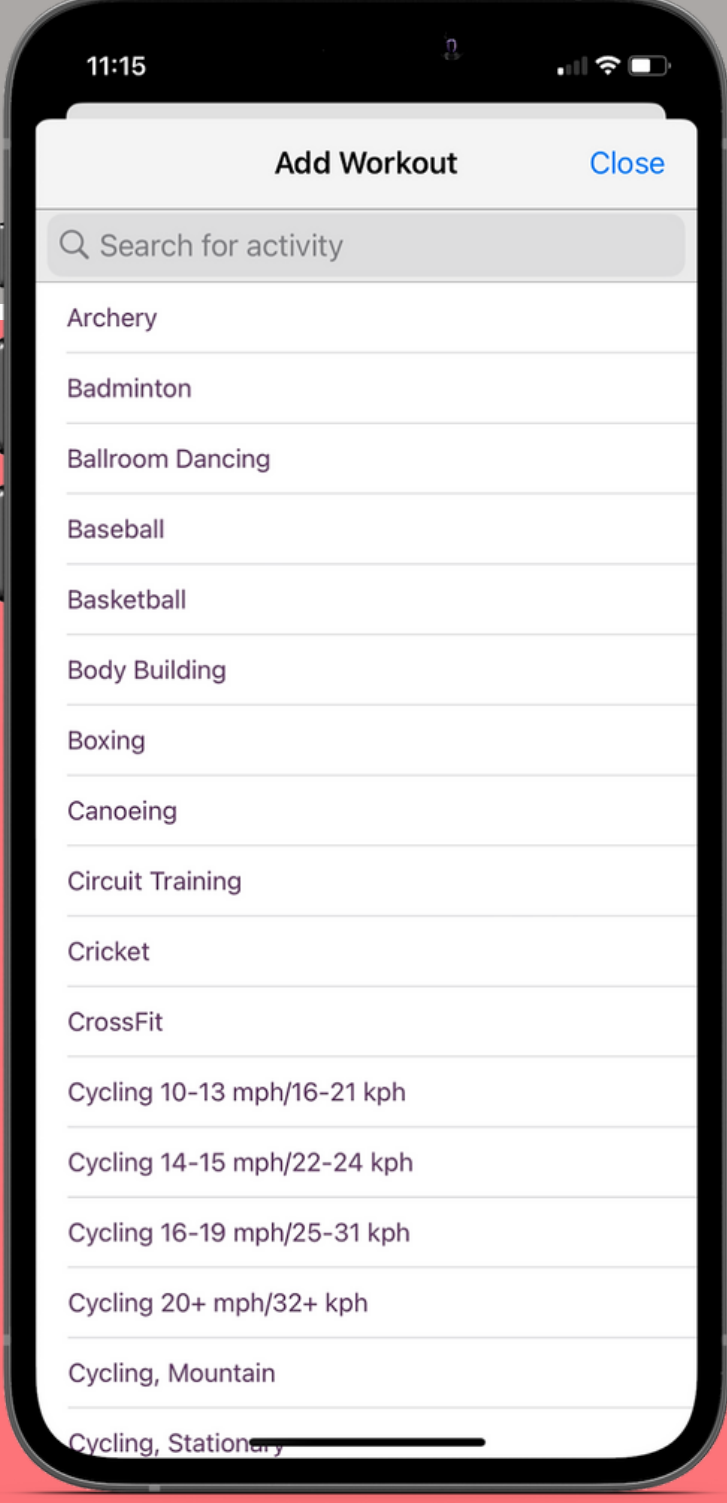 11:15
Add Workout
Close
Search for activity
Archery
Badminton
Ballroom Dancing
Baseball
Basketball
Body Building
Boxing
Canoeing
Circuit Training
Cricket
CrossFit
Cycling 10-13 mph/16-21 kph
Cycling 14-15 mph/22-24 kph
Cycling 16-19 mph/25-31 kph
Cycling 20+ mph/32+ kph
Cycling, Mountain
Cycling, Stationary